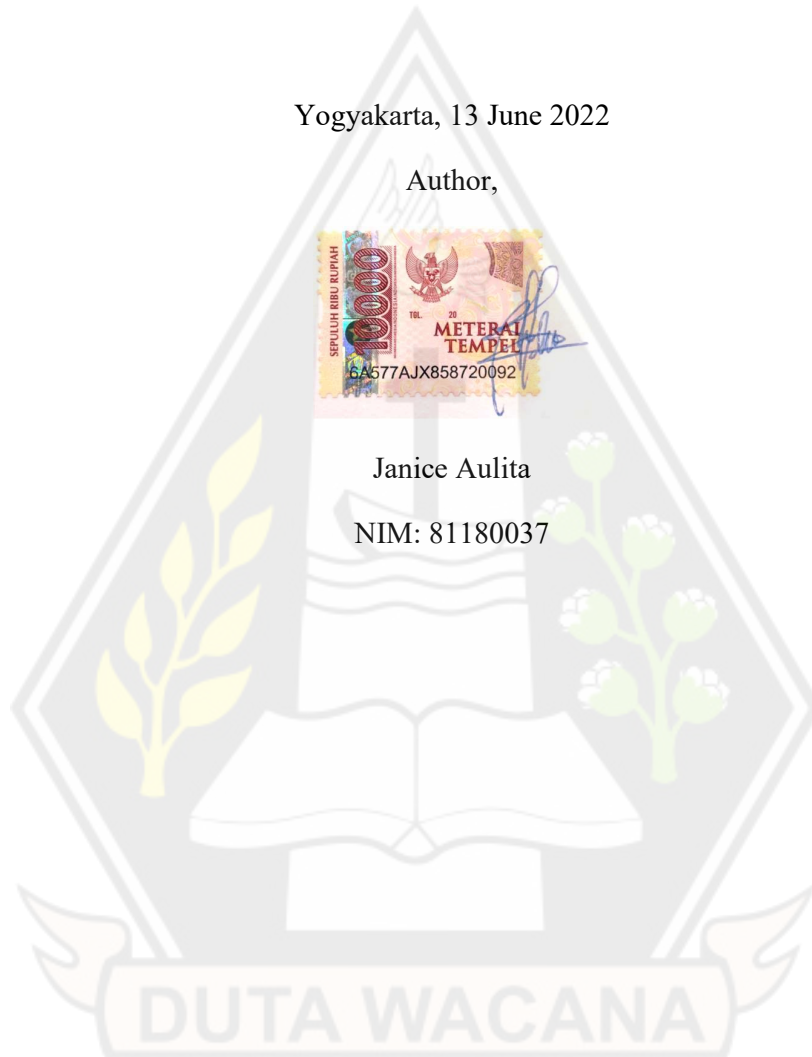 Yogyakarta, 13 June 2022
Author,
SEPULUH RIBU RUPIAH
10000
TGL. 20
METERAI
TEMPEL
6A577AJX858720092
Janice Aulita
NIM: 81180037
DUTA WACANA